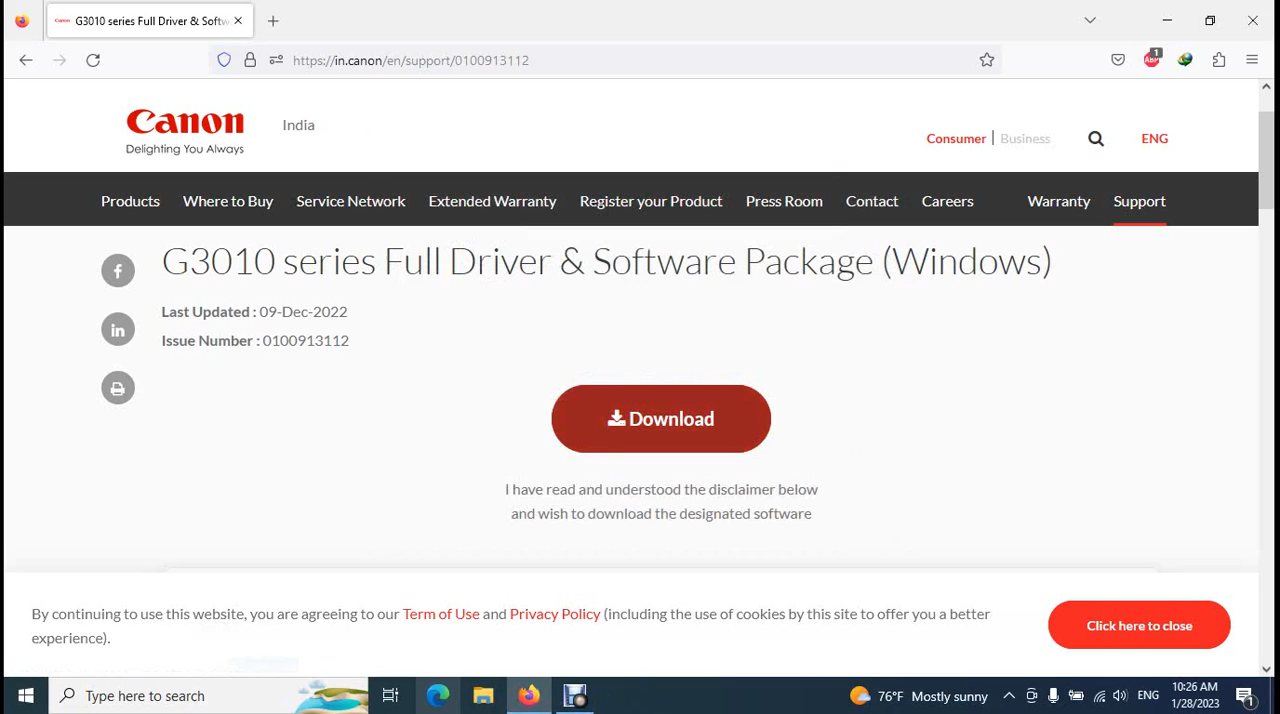 G3010 series Full Driver & Softw
https://in.canon/en/support/0100913112
1
ABP
Canon
Delighting You Always
India
Consumer | Business
ENG
Products Where to Buy Service Network Extended Warranty Register your Product Press Room Contact Careers Warranty Support
G3010 series Full Driver & Software Package (Windows)
Last Updated : 09-Dec-2022
Issue Number : 0100913112
Download
I have read and understood the disclaimer below
and wish to download the designated software
By continuing to use this website, you are agreeing to our Term of Use and Privacy Policy (including the use of cookies by this site to offer you a better
experience).
Click here to close
Type here to search
76°F Mostly sunny
ENG
10:26 AM
1/28/2023
1